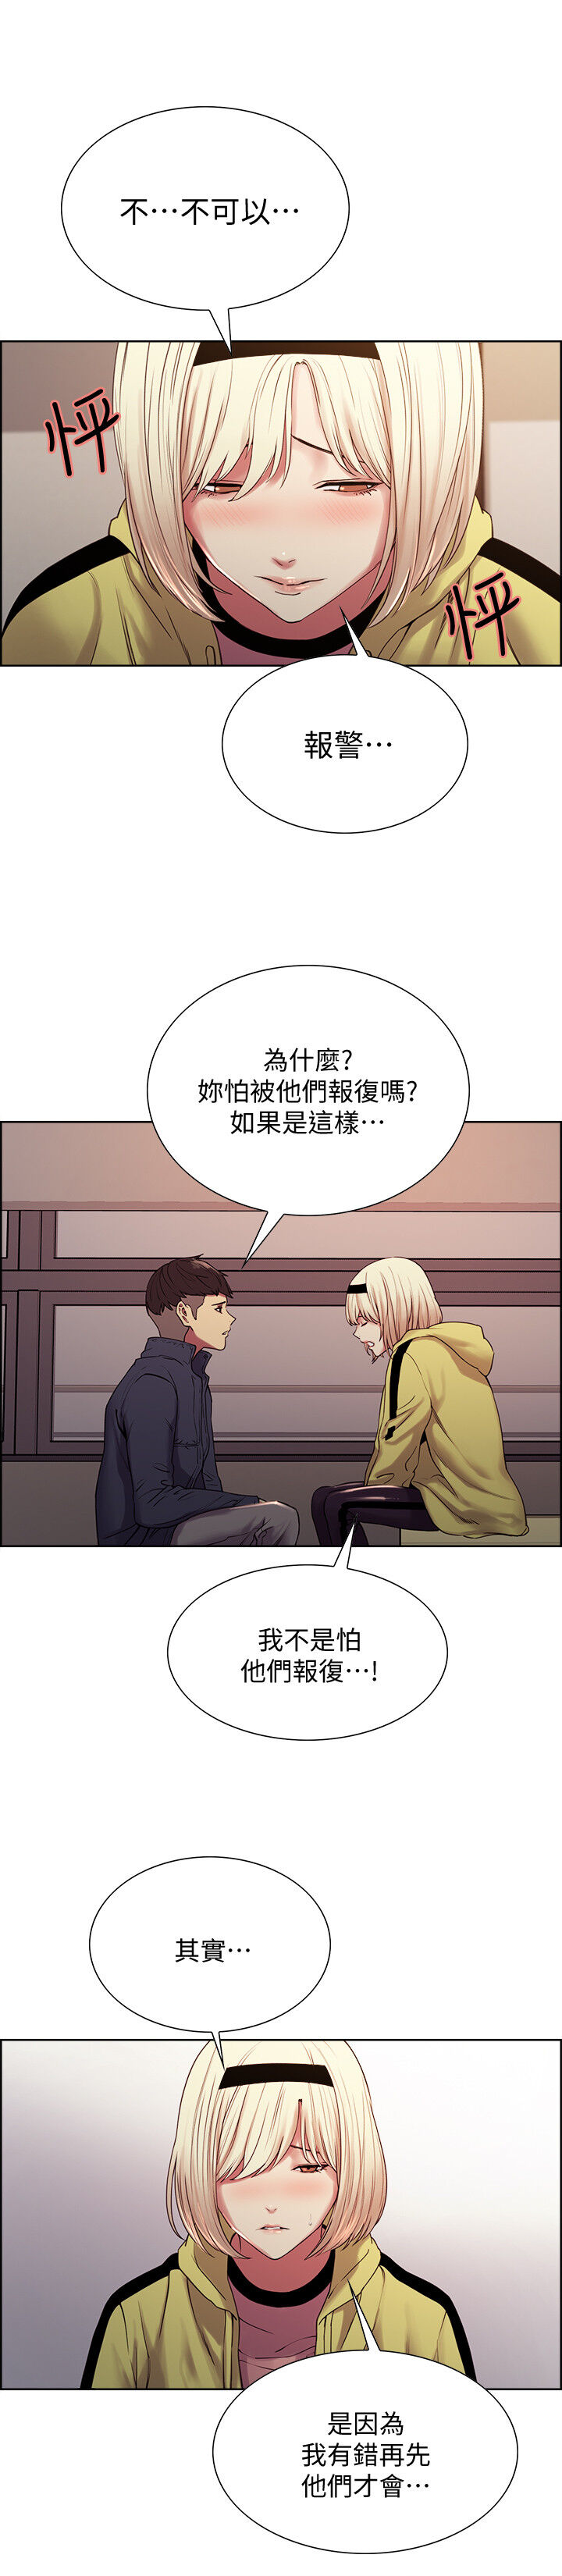 不⋯不可以⋯
怦
怦
報警⋯
為什麼?
妳怕被他們報復嗎?
如果是這樣⋯
我不是怕
他們報復⋯!
其實⋯
是因為
我有錯再先
他們才會⋯